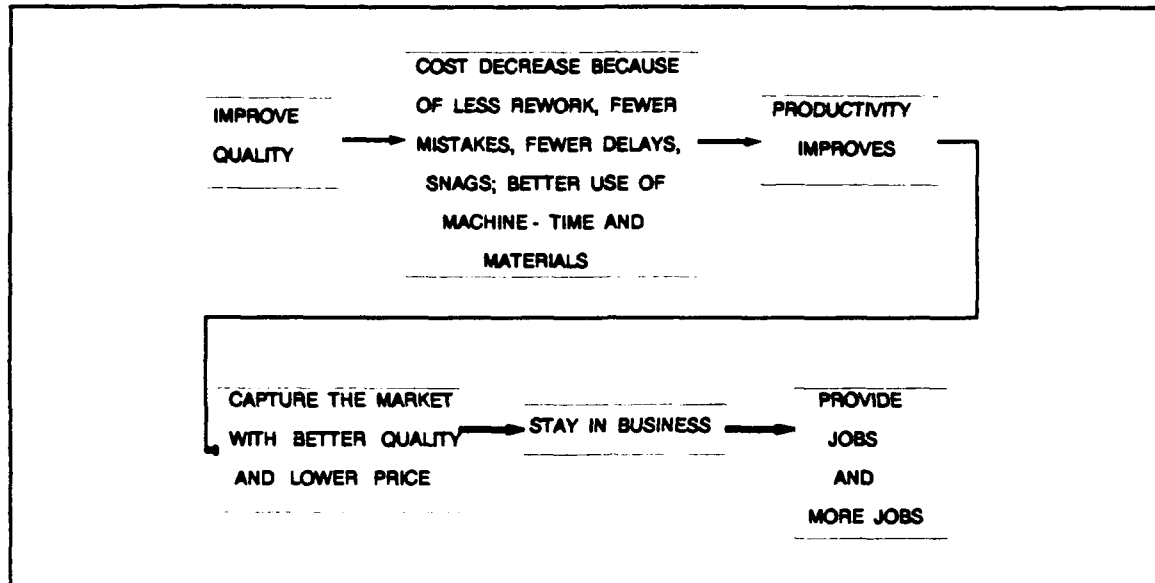 IMPROVE
QUALITY
COST DECREASE BECAUSE
OF LESS REWORK, FEWER
MISTAKES, FEWER DELAYS,
SNAGS; BETTER USE OF
MACHINE - TIME AND
MATERIALS
PRODUCTIVITY
IMPROVES
CAPTURE THE MARKET
WITH BETTER QUALITY
AND LOWER PRICE
STAY IN BUSINESS
PROVIDE
JOBS
AND
MORE JOBS